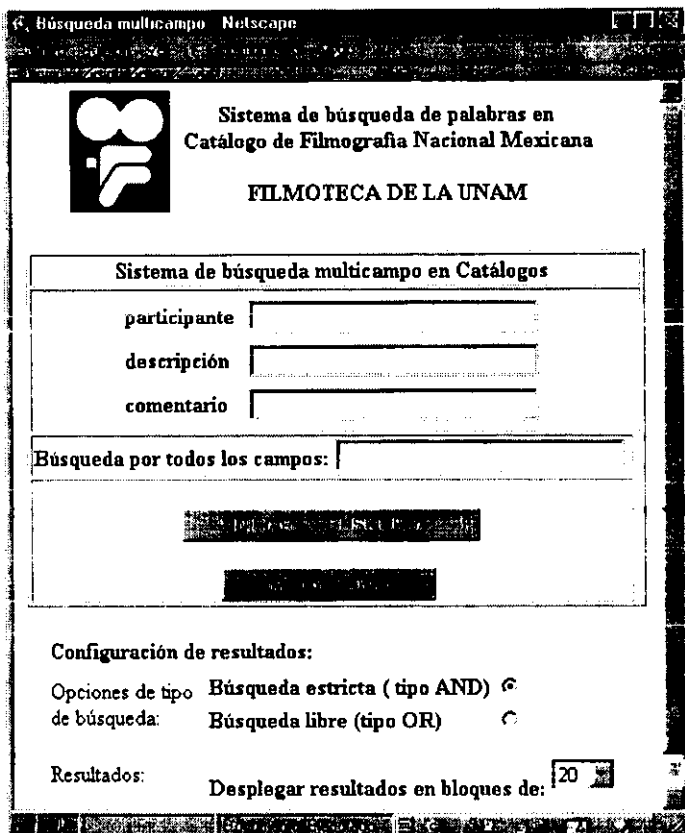 Búsqueda multicampo Netscape
Sistema de búsqueda de palabras en
Catálogo de Filmografia Nacional Mexicana
FILMOTECA DE LA UNAM
Sistema de búsqueda multicampo en Catálogos
participante
descripción
comentario
Búsqueda por todos los campos:
Configuración de resultados:
Opciones de tipo de búsqueda:
Búsqueda estricta ( tipo AND)
Búsqueda libre (tipo OR)
Resultados:
Desplegar resultados en bloques de: 20